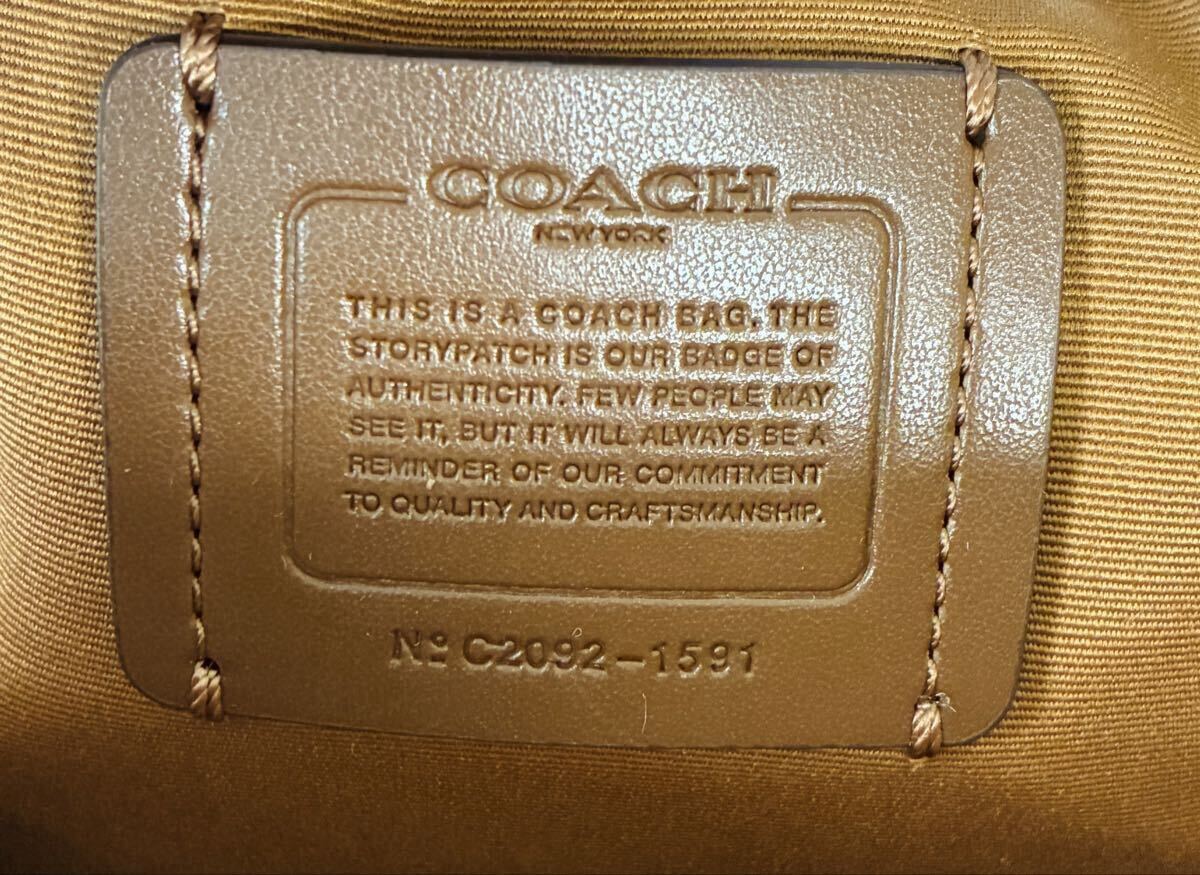 COACH
NEW YORK
THIS IS A COACH BAG. THE
STORYPATCH IS OUR BADGE OF
AUTHENTICITY. FEW PEOPLE MAY
SEE IT, BUT IT WILL ALWAYS BE A
REMINDER OF OUR COMMITMENT
TO QUALITY AND CRAFTSMANSHIP.
Nº C2092-1591